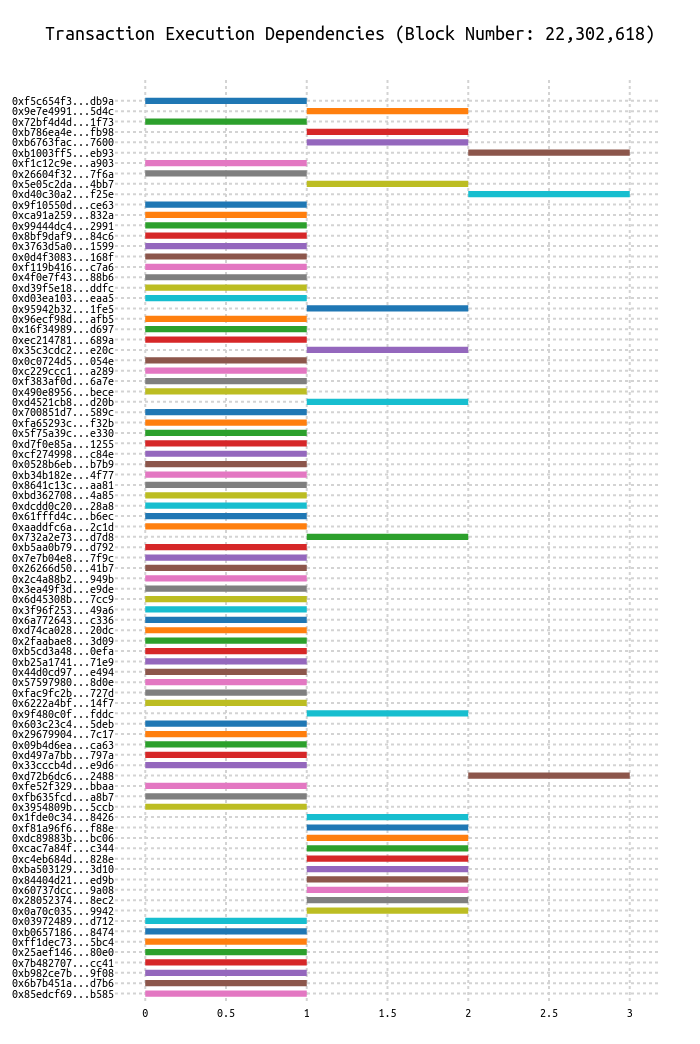 Transaction Execution Dependencies (Block Number: 22,302,618)
0xf5c654f3...db9a
0x9e7e4991...5d4c
0x72bf4d4d...1f73
0xb786ea4e...fb98
0xb6763fac...7600
0xb1003ff5...eb93
0xf1c12c9e...a903
0x26604f32...7f6a
0x5e05c2da...4bb7
0xd40c30a2...f25e
0x9f10550d...ce63
0xca91a259...832a
0x99444dc4...2991
0x8bf9daf9...84c6
0x3763d5a0...1599
0x0d4f3083...168f
0xf119b416...c7a6
0x4f0e7f43...88b6
0xd39f5e18...ddfc
0xd03ea103...eaa5
0x95942b32...1fe5
0x96ecf98d...afb5
0x16f34989...d697
0xec214781...689a
0x35c3cdc2...e20c
0x0c0724d5...054e
0xc229ccc1...a289
0xf383af0d...6a7e
0x490e8956...bece
0xd4521cb8...d20b
0x700851d7...589c
0xfa65293c...f32b
0x5f75a39c...e330
0xd7f0e85a...1255
0xcf274998...c84e
0x0528b6eb...b7b9
0xb34b182e...4f77
0x8641c13c...aa81
0xbd362708...4a85
0xdcdd0c20...28a8
0x61fffd4c...b6ec
0xaaddfc6a...2c1d
0x732a2e73...d7d8
0xb5aa0b79...d792
0x7e7b04e8...7f9c
0x26266d50...41b7
0x2c4a88b2...949b
0x3ea49f3d...e9de
0x6d45308b...7cc9
0x3f96f253...49a6
0x6a772643...c336
0xd74ca028...20dc
0x2faabae8...3d09
0xb5cd3a48...0efa
0xb25a1741...71e9
0x44d0cd97...e494
0x57597980...8d0e
0xfac9fc2b...727d
0x6222a4bf...14f7
0x9f480c0f...fddc
0x603c23c4...5deb
0x29679904...7c17
0x09b4d6ea...ca63
0xd497a7bb...797a
0x33cccb4d...e9d6
0xd72b6dc6...2488
0xfe52f329...bbaa
0xfb635fcd...a8b7
0x3954809b...5ccb
0x1fde0c34...8426
0xf81a96f6...f88e
0xdc89883b...bc06
0xcac7a84f...c344
0xc4eb684d...828e
0xba503129...3d10
0x84404d21...ed9b
0x60737dcc...9a08
0x28052374...8ec2
0x0a70c035...9942
0x03972489...d712
0xb0657186...8474
0xff1dec73...5bc4
0x25aef146...80e0
0x7b482707...cc41
0xb982ce7b...9f08
0x6b7b451a...d7b6
0x85edcf69...b585
0 0.5 1 1.5 2 2.5 3